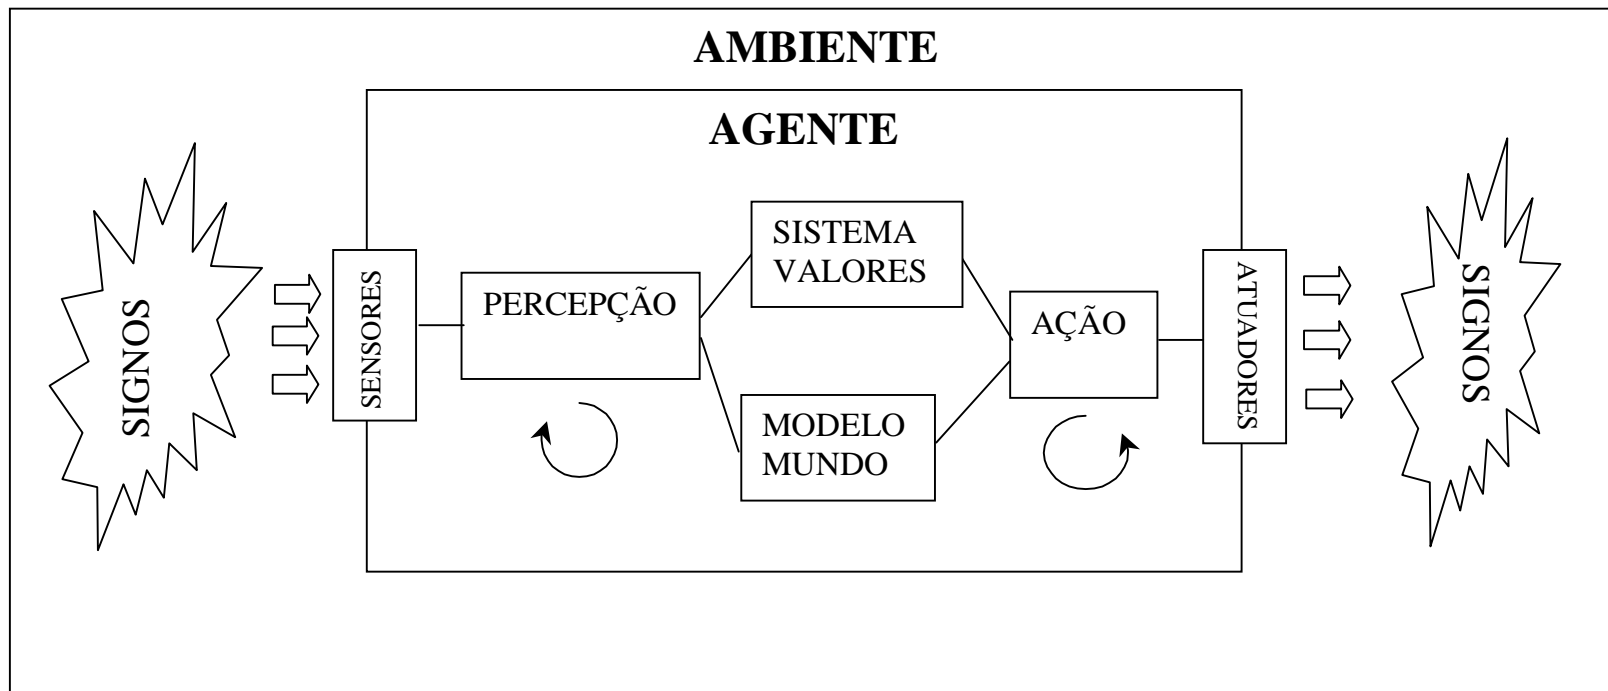 AMBIENTE
AGENTE
SIGNOS
SENSORES
PERCEPÇÃO
SISTEMA
VALORES
MODELO
MUNDO
AÇÃO
ATUADORES
SIGNOS